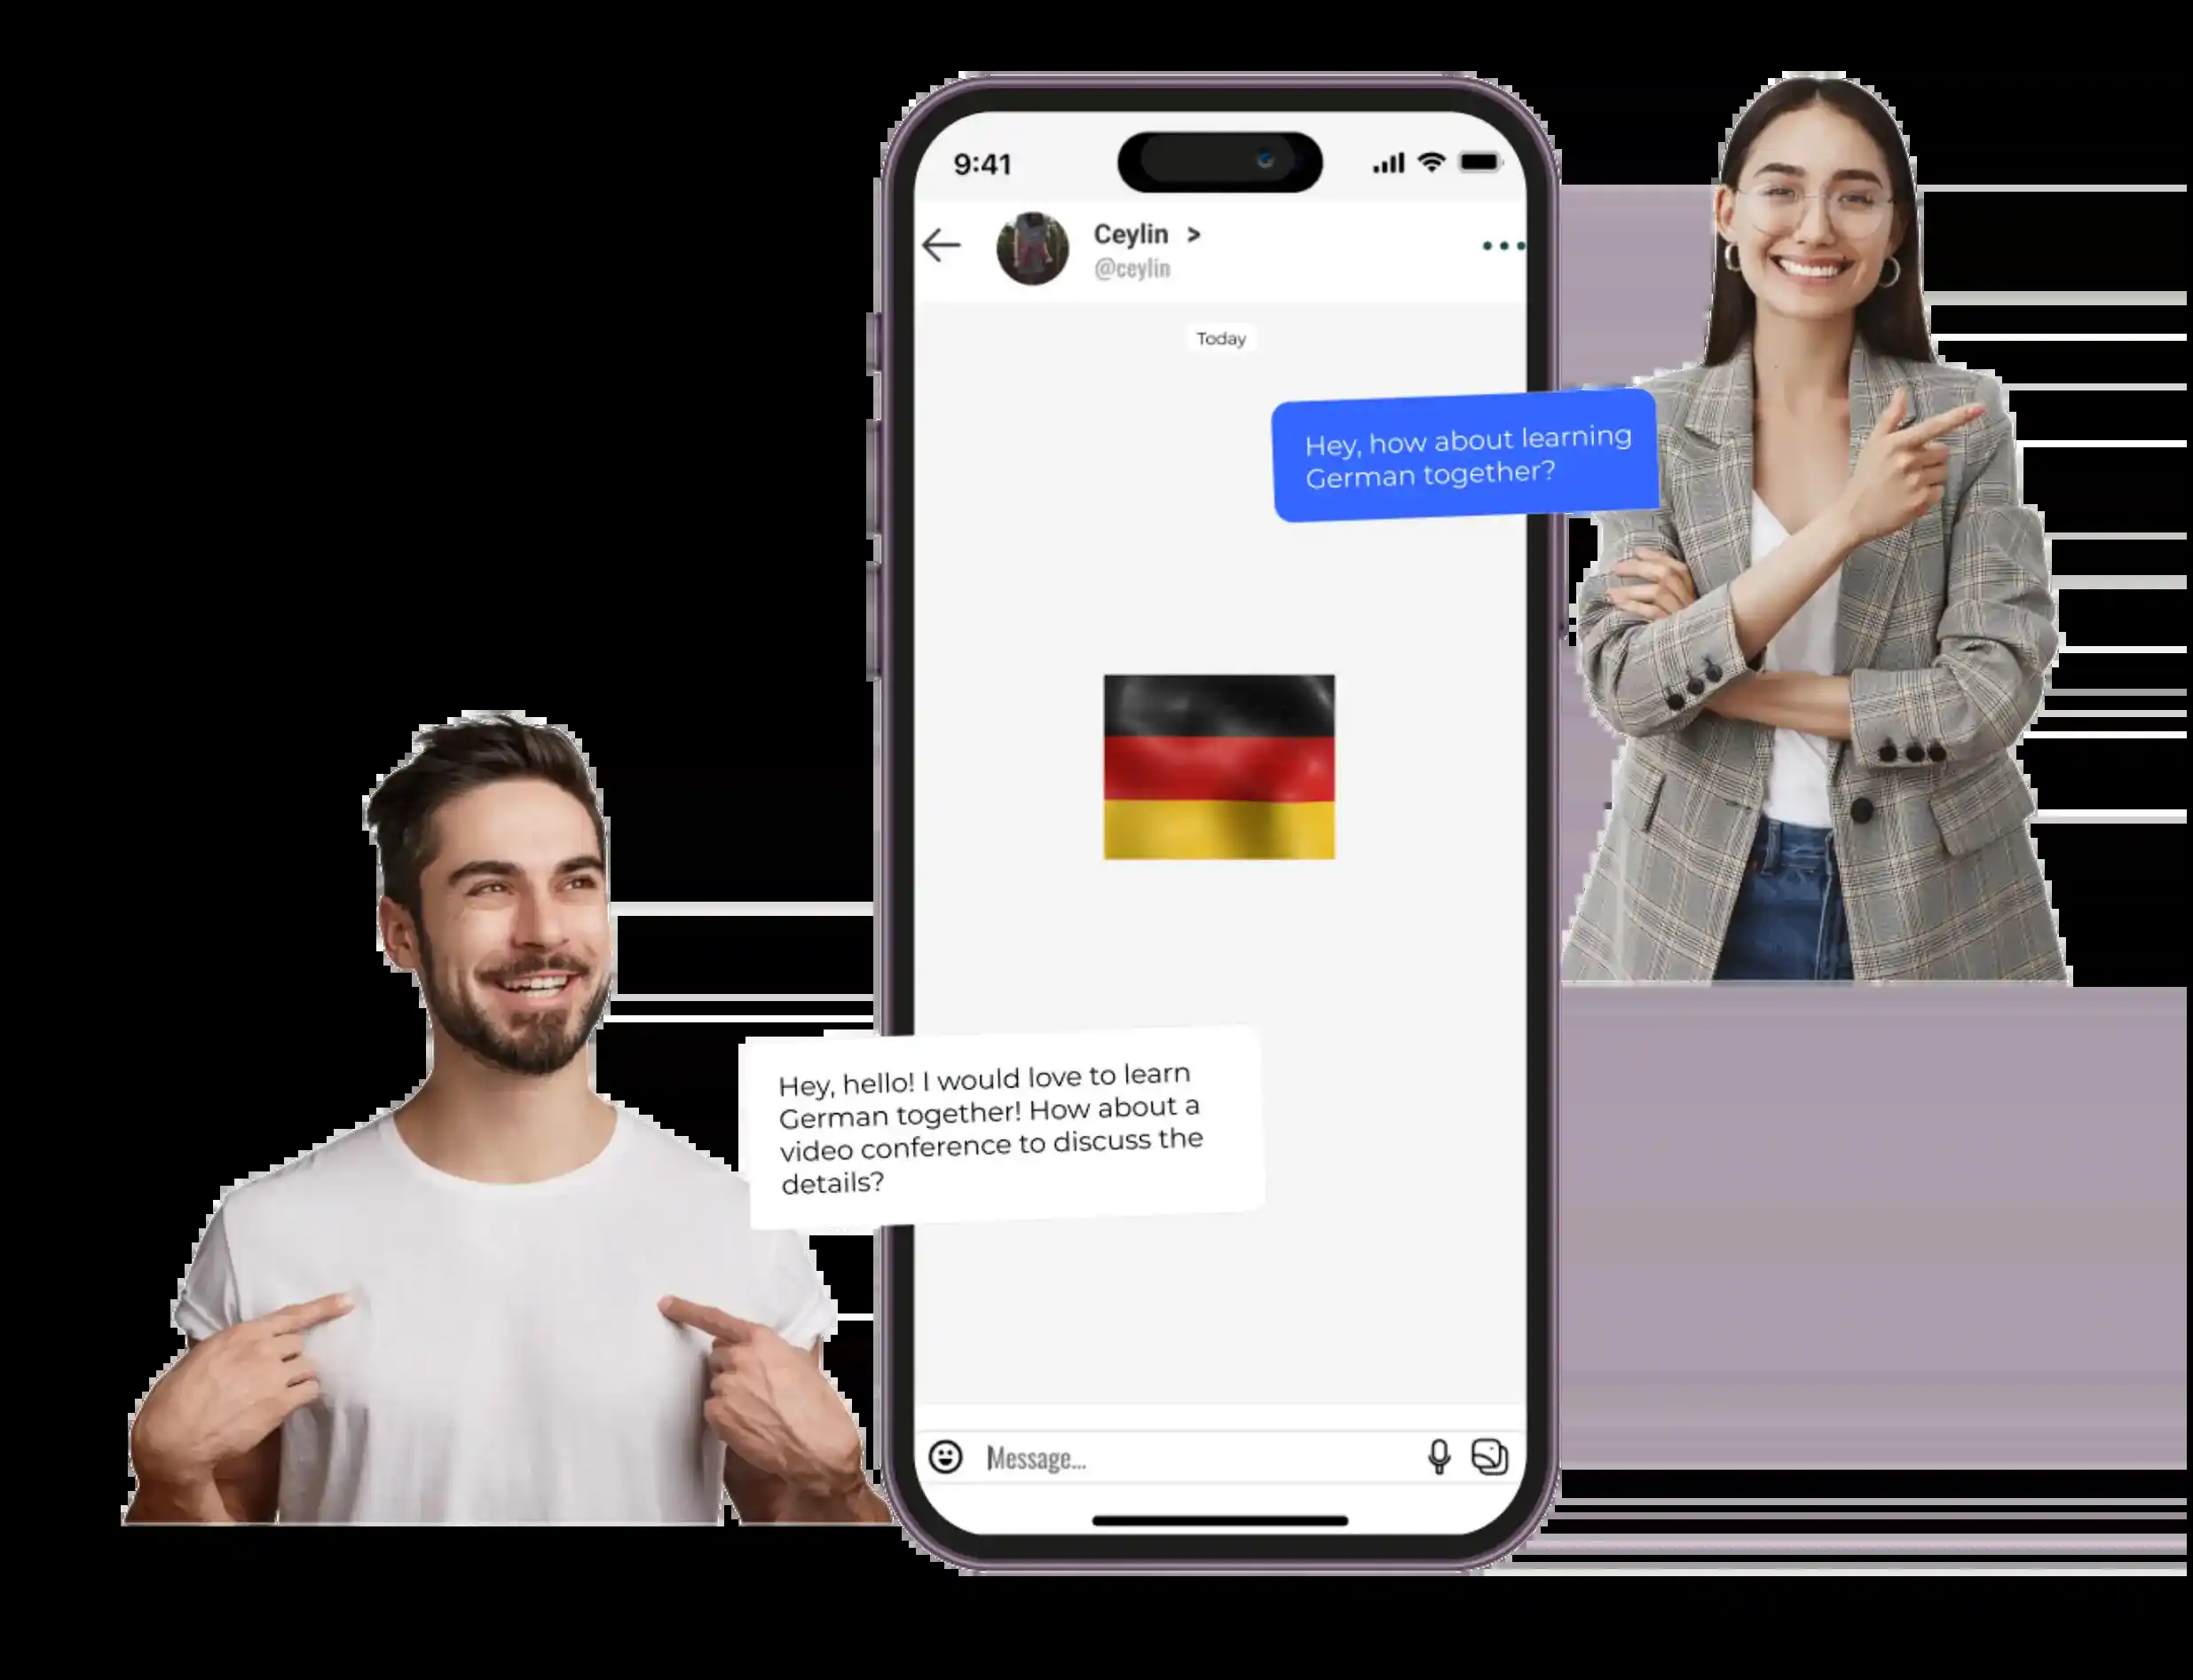 9:41
Ceylin >
@ceylin
Today
Hey, how about learning
German together?
Hey, hello! I would love to learn
German together! How about a
video conference to discuss the
details?
Message...